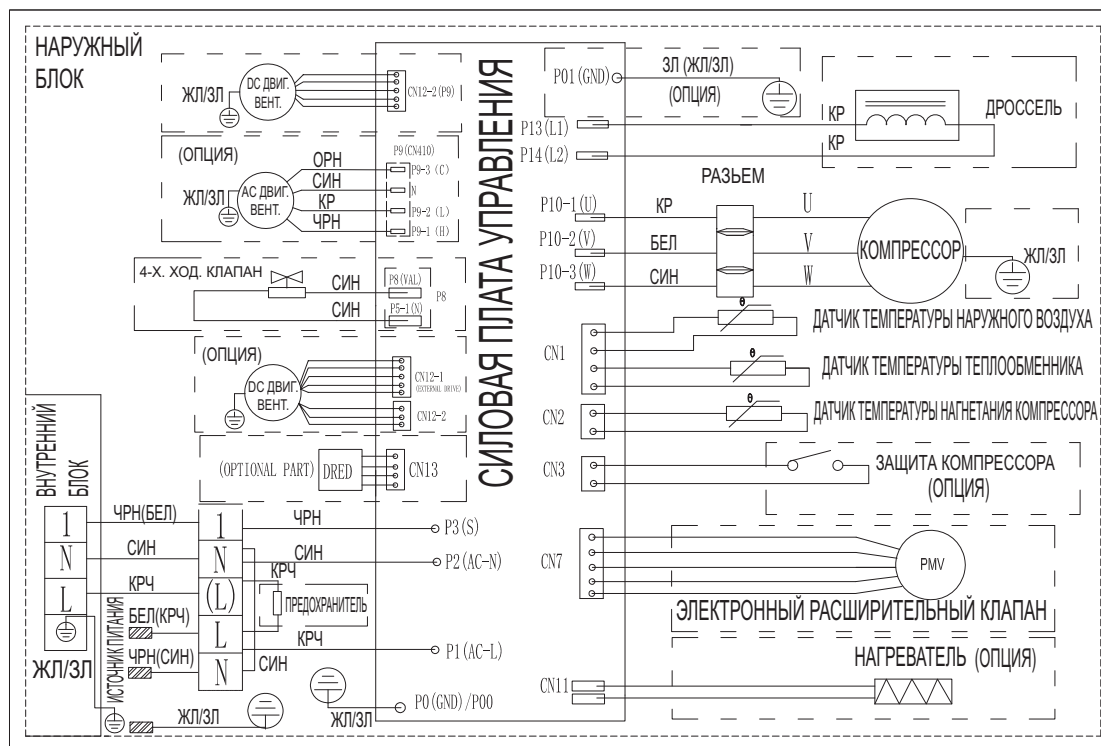 НАРУЖНЫЙ
БЛОК
DC ДВИГ.
ВЕНТ.
ЖЛ/ЗЛ
CN12-2(P9)
(ОПЦИЯ)
P9(CN410)
ОРН
P9-3 (C)
СИН
N
ЖЛ/ЗЛ
AC ДВИГ.
ВЕНТ.
КР
P9-2 (L)
ЧРН
P9-1 (H)
4-Х. ХОД. КЛАПАН
СИН
P8(VAL)
P8
СИН
P5-1(N)
(ОПЦИЯ)
DC ДВИГ.
ВЕНТ.
CN12-1
(EXTERNAL DRIVE)
CN12-2
(OPTIONAL PART)
DRED
CN13
СИЛОВАЯ ПЛАТА УПРАВЛЕНИЯ
P01(GND)
ЗЛ (ЖЛ/ЗЛ)
(ОПЦИЯ)
P13(L1)
КР
ДРОССЕЛЬ
P14(L2)
КР
РАЗЬЕМ
P10-1(U)
КР
U
P10-2(V)
БЕЛ
V
КОМПРЕССОР
ЖЛ/ЗЛ
P10-3(W)
СИН
W
θ
ДАТЧИК ТЕМПЕРАТУРЫ НАРУЖНОГО ВОЗДУХА
CN1
θ
ДАТЧИК ТЕМПЕРАТУРЫ ТЕПЛООБМЕННИКА
CN2
θ
ДАТЧИК ТЕМПЕРАТУРЫ НАГНЕТАНИЯ КОМПРЕССОРА
CN3
ЗАЩИТА КОМПРЕССОРА
(ОПЦИЯ)
CN7
PMV
ЭЛЕКТРОННЫЙ РАСШИРИТЕЛЬНЫЙ КЛАПАН
НАГРЕВАТЕЛЬ (ОПЦИЯ)
CN11
ВНУТРЕННИЙ
БЛОК
1
ЧРН(БЕЛ)
1
ЧРН
P3(S)
N
СИН
N
СИН
P2(AC-N)
L
КРЧ
(L)
КРЧ
ПРЕДОХРАНИТЕЛЬ
ИСТОЧНИК ПИТАНИЯ
БЕЛ(КРЧ)
L
КРЧ
P1(AC-L)
ЖЛ/ЗЛ
ЧРН(СИН)
N
СИН
ЖЛ/ЗЛ
ЖЛ/ЗЛ
P0(GND)/P00